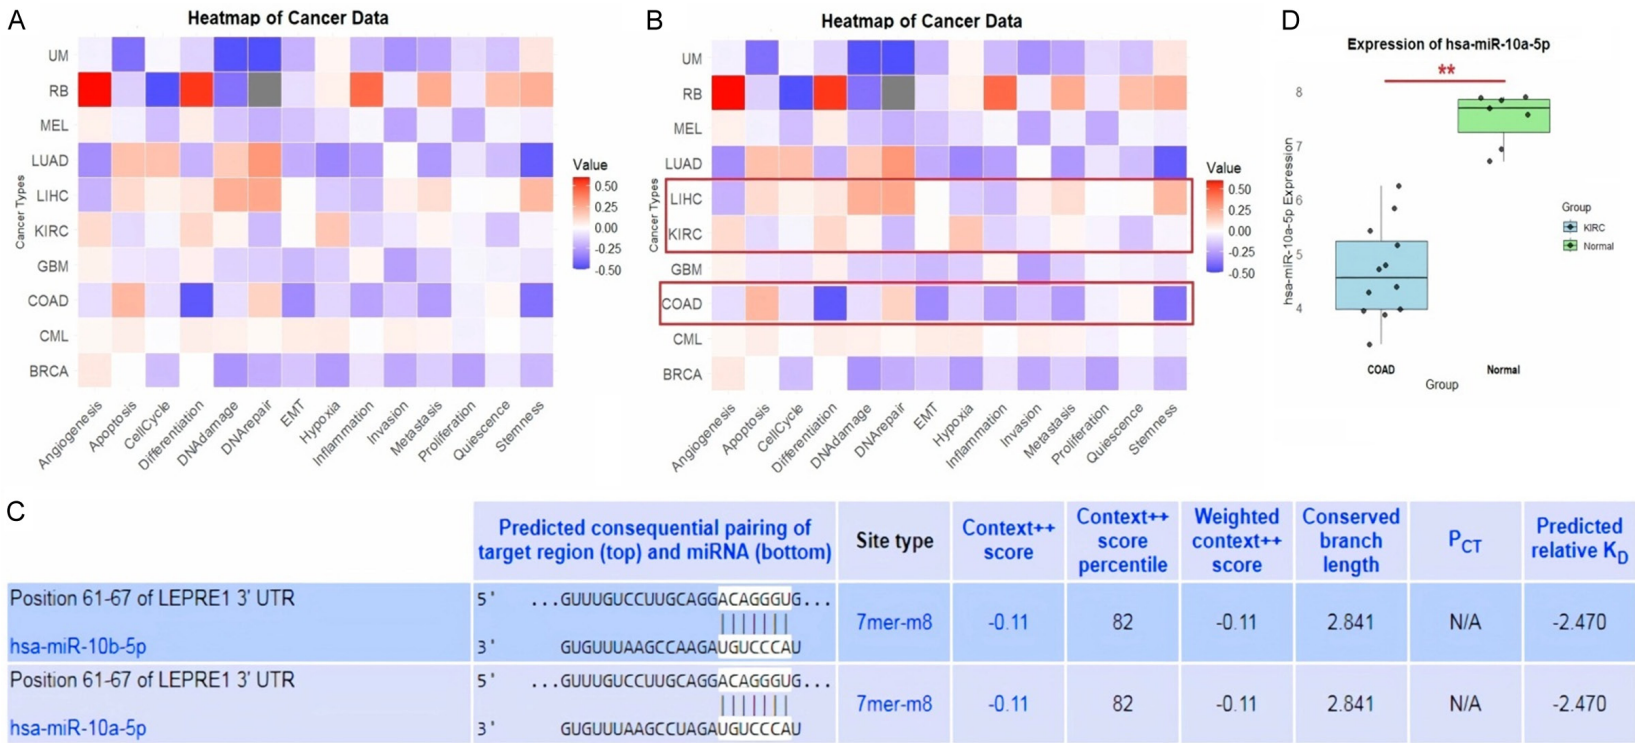 A
Heatmap of Cancer Data
Cancer Types
UM
RB
MEL
LUAD
LIHC
KIRC
GBM
COAD
CML
BRCA
Angiogenesis
Apoptosis
CellCycle
Differentiation
DNAdamage
DNArepair
EMT
Hypoxia
Inflammation
Invasion
Metastasis
Proliferation
Quiescence
Stemness
Value
0.50
0.25
0.00
-0.25
-0.50
B
Heatmap of Cancer Data
Cancer Types
UM
RB
MEL
LUAD
LIHC
KIRC
GBM
COAD
CML
BRCA
Angiogenesis
Apoptosis
CellCycle
Differentiation
DNAdamage
DNArepair
EMT
Hypoxia
Inflammation
Invasion
Metastasis
Proliferation
Quiescence
Stemness
Value
0.50
0.25
0.00
-0.25
-0.50
D
Expression of hsa-miR-10a-5p
**
hsa-miR-10a-5p Expression
8
7
6
5
4
COAD Normal
Group
Group
KIRC
Normal
C
Predicted consequential pairing of
target region (top) and miRNA (bottom)
Site type
Context++
score
Context++
score
percentile
Weighted
context++
score
Conserved
branch
length
PCT
Predicted
relative KD
Position 61-67 of LEPRE1 3' UTR 5' ...GUUUGUCCUUGCAGGACAGGGUG...
hsa-miR-10b-5p 3' GUGUUUAAGCCAAGAUGUCCCAU
7mer-m8 -0.11 82 -0.11 2.841 N/A -2.470
Position 61-67 of LEPRE1 3' UTR 5' ...GUUUGUCCUUGCAGGACAGGGUG...
hsa-miR-10a-5p 3' GUGUUUAAGCCUAGAUGUCCCAU
7mer-m8 -0.11 82 -0.11 2.841 N/A -2.470